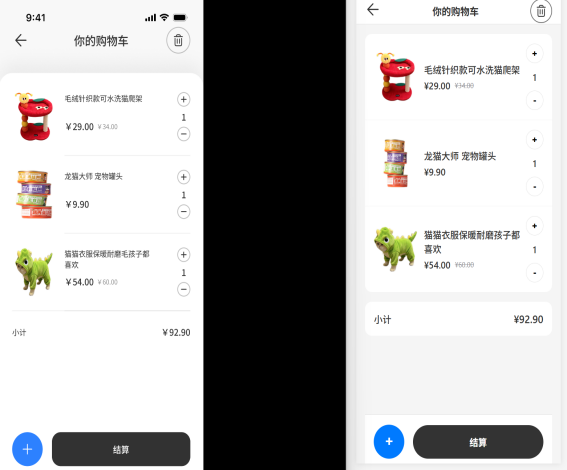 9:41
你的购物车
毛绒针织款可水洗猫爬架
¥29.00 ¥34.00
+
1
−
龙猫大师 宠物罐头
¥9.90
+
1
−
猫猫衣服保暖耐磨毛孩子都
喜欢
¥54.00 ¥60.00
+
1
−
小计 ¥92.90
+ 结算
你的购物车
毛绒针织款可水洗猫爬架
¥29.00 ¥34.00
+
1
-
龙猫大师 宠物罐头
¥9.90
+
1
-
猫猫衣服保暖耐磨毛孩子都
喜欢
¥54.00 ¥60.00
+
1
-
小计 ¥92.90
+ 结算